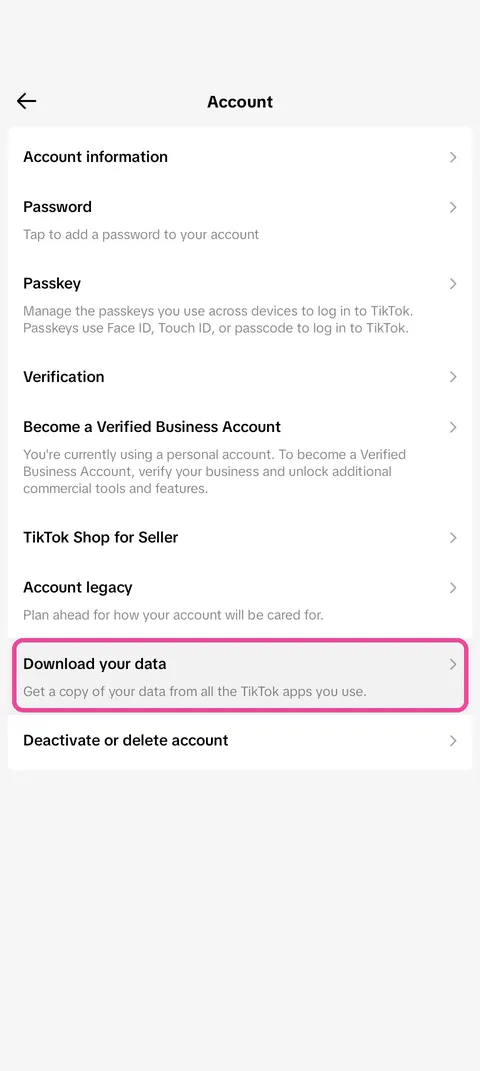 Account
Account information
Password
Tap to add a password to your account
Passkey
Manage the passkeys you use across devices to log in to TikTok.
Passkeys use Face ID, Touch ID, or passcode to log in to TikTok.
Verification
Become a Verified Business Account
You're currently using a personal account. To become a Verified
Business Account, verify your business and unlock additional
commercial tools and features.
TikTok Shop for Seller
Account legacy
Plan ahead for how your account will be cared for.
Download your data
Get a copy of your data from all the TikTok apps you use.
Deactivate or delete account